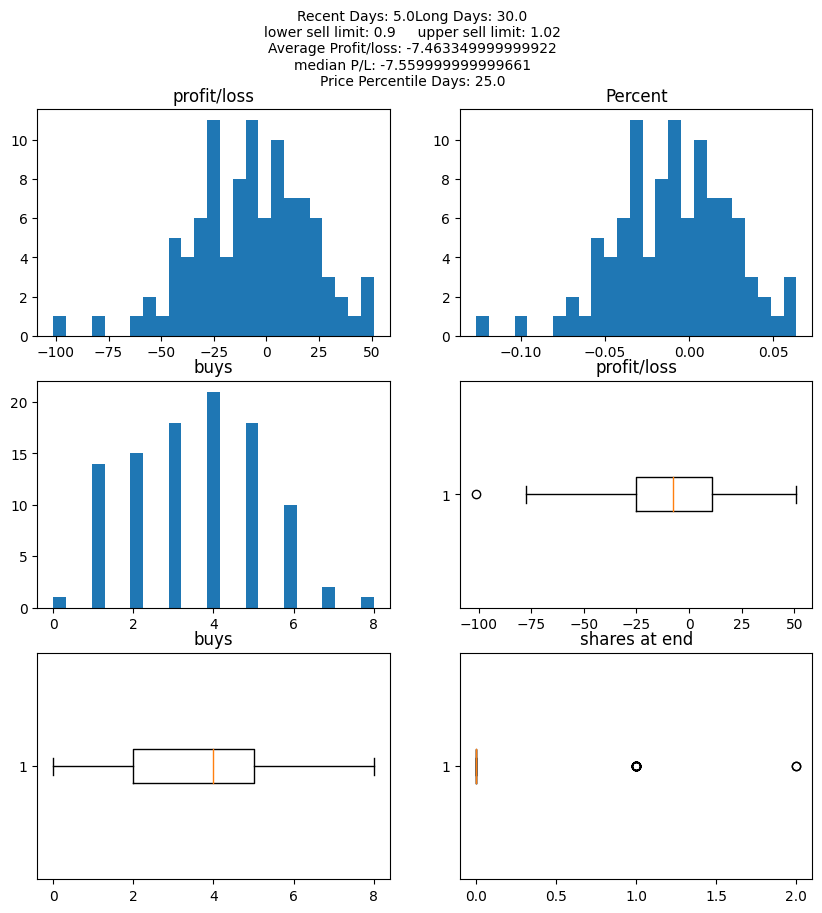 Recent Days: 5.0Long Days: 30.0
lower sell limit: 0.9     upper sell limit: 1.02
Average Profit/loss: -7.463349999999922
median P/L: -7.559999999999661
Price Percentile Days: 25.0
profit/loss
10
8
6
4
2
0
−100 −75 −50 −25 0 25 50
Percent
10
8
6
4
2
0
−0.10 −0.05 0.00 0.05
buys
20
15
10
5
0
0 2 4 6 8
profit/loss
1
−100 −75 −50 −25 0 25 50
buys
1
0 2 4 6 8
shares at end
1
0.0 0.5 1.0 1.5 2.0